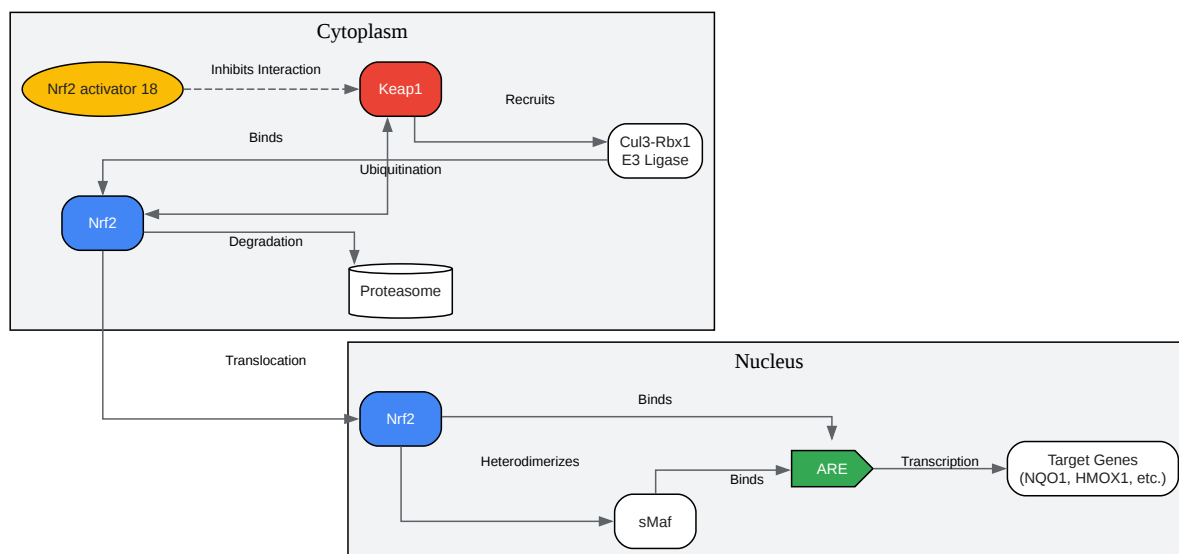 Cytoplasm
Inhibits Interaction
Nrf2 activator 18
Keap1
Recruits
Binds
Cul3-Rbx1
E3 Ligase
Ubiquitination
Nrf2
Degradation
Proteasome
Translocation
Nucleus
Nrf2
Binds
Heterodimerizes
ARE
Transcription
Target Genes
(NQO1, HMOX1, etc.)
Binds
sMaf